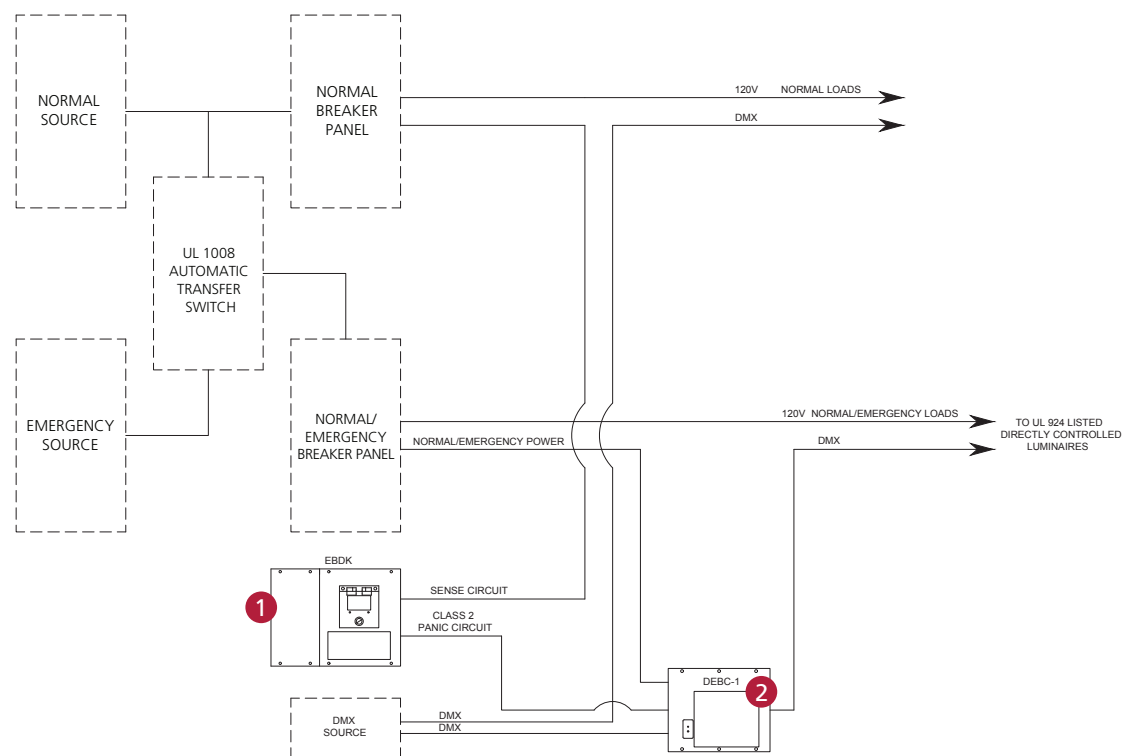 NORMAL
SOURCE
NORMAL
BREAKER
PANEL
120V NORMAL LOADS
DMX
UL 1008
AUTOMATIC
TRANSFER
SWITCH
EMERGENCY
SOURCE
NORMAL/
EMERGENCY
BREAKER PANEL
120V NORMAL/EMERGENCY LOADS
NORMAL/EMERGENCY POWER
DMX
TO UL 924 LISTED
DIRECTLY CONTROLLED
LUMINAIRES
EBDK
1
SENSE CIRCUIT
CLASS 2
PANIC CIRCUIT
DEBC-1
2
DMX
SOURCE
DMX
DMX